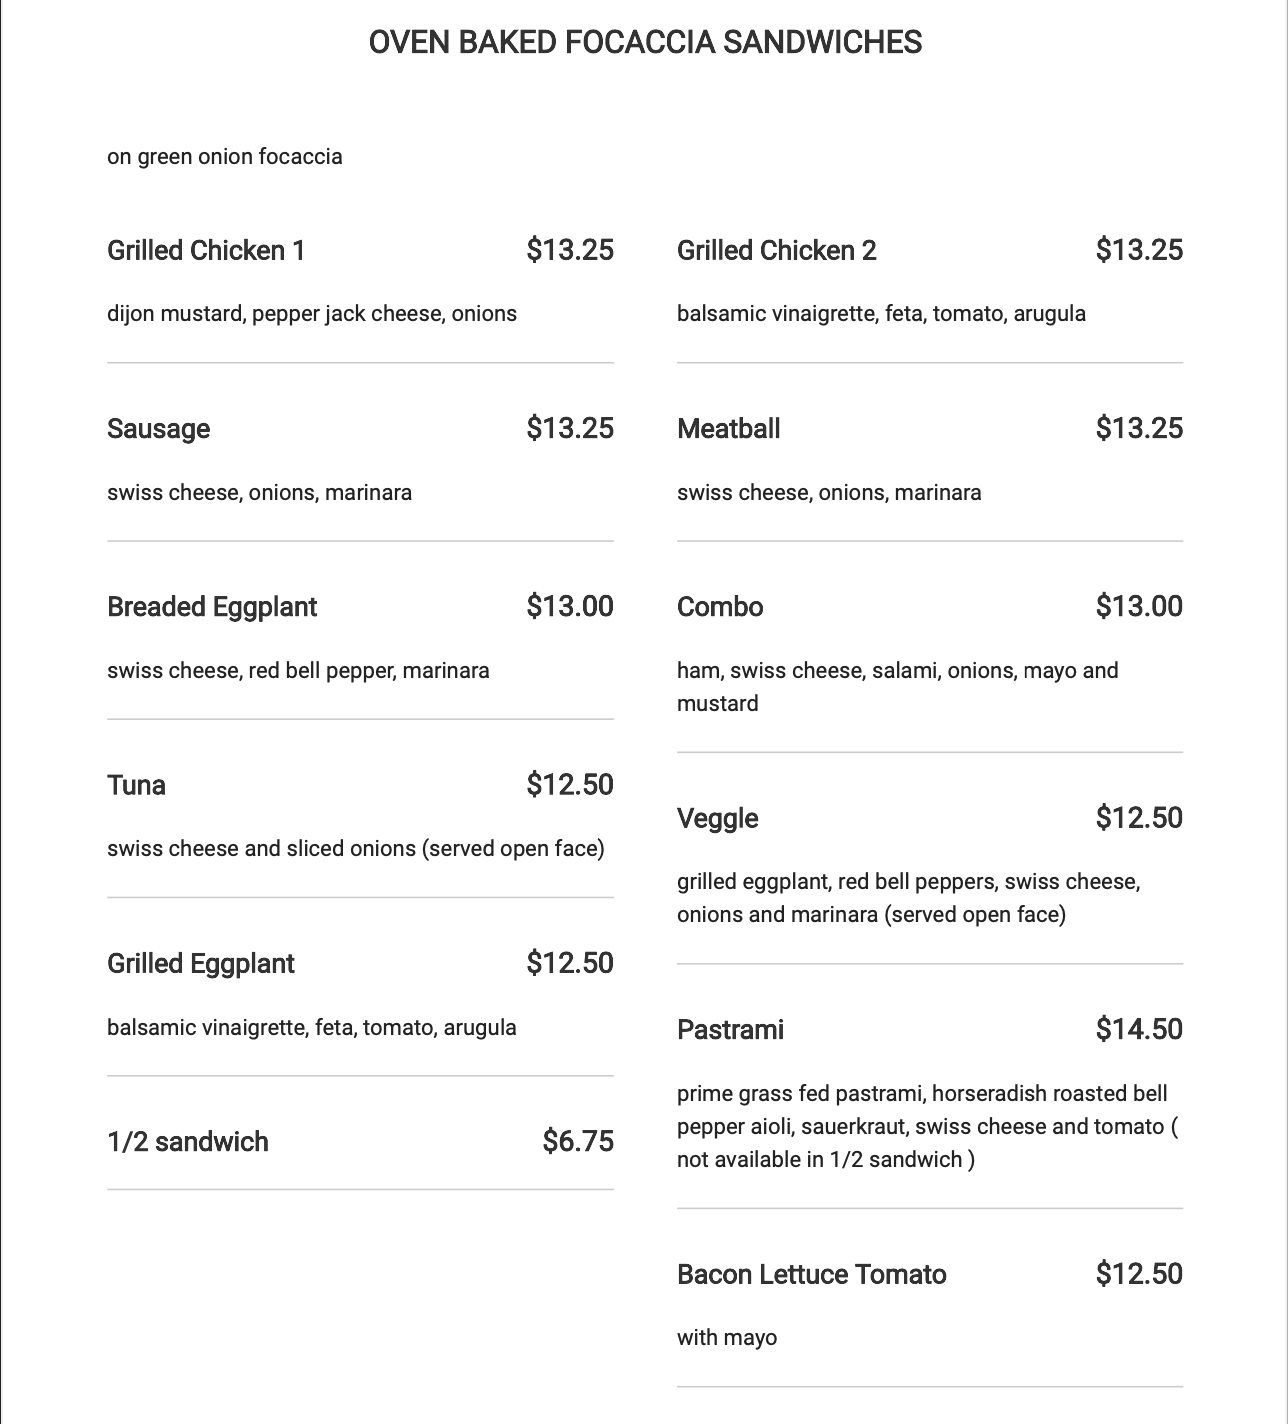 OVEN BAKED FOCACCIA SANDWICHES
on green onion focaccia
Grilled Chicken 1 $13.25
dijon mustard, pepper jack cheese, onions
Sausage $13.25
swiss cheese, onions, marinara
Breaded Eggplant $13.00
swiss cheese, red bell pepper, marinara
Tuna $12.50
swiss cheese and sliced onions (served open face)
Grilled Eggplant $12.50
balsamic vinaigrette, feta, tomato, arugula
1/2 sandwich $6.75
Grilled Chicken 2 $13.25
balsamic vinaigrette, feta, tomato, arugula
Meatball $13.25
swiss cheese, onions, marinara
Combo $13.00
ham, swiss cheese, salami, onions, mayo and
mustard
Veggle $12.50
grilled eggplant, red bell peppers, swiss cheese,
onions and marinara (served open face)
Pastrami $14.50
prime grass fed pastrami, horseradish roasted bell
pepper aioli, sauerkraut, swiss cheese and tomato (
not available in 1/2 sandwich )
Bacon Lettuce Tomato $12.50
with mayo